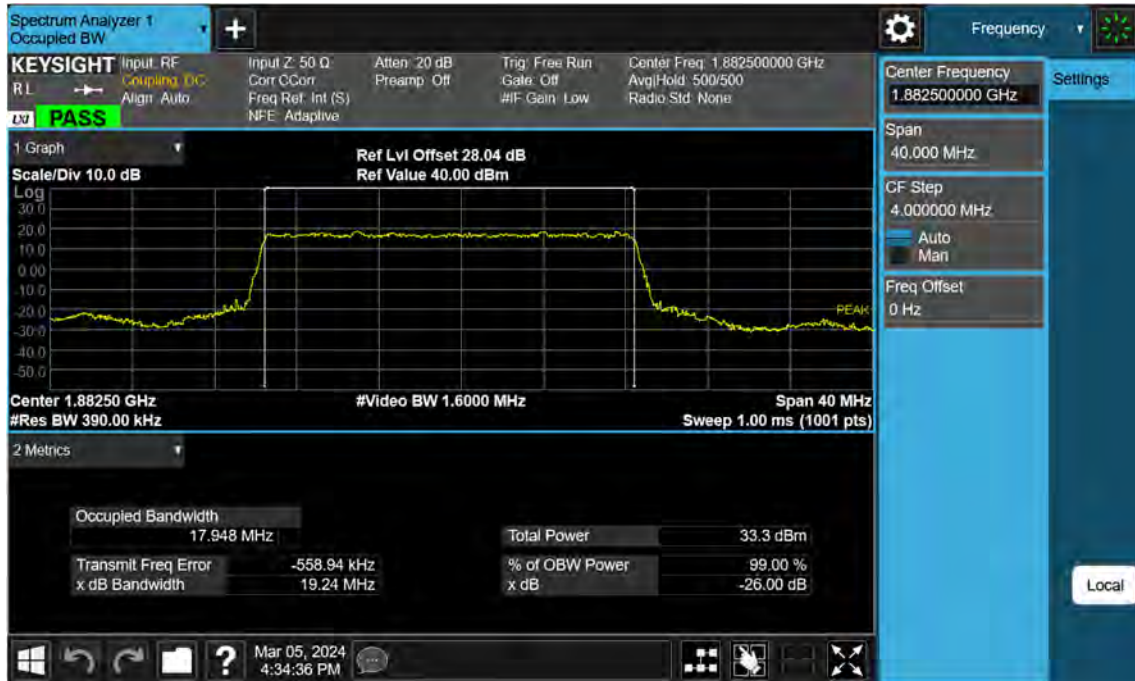 Spectrum Analyzer 1
Occupied BW
+
Frequency
KEYSIGHT
RL
LXI
PASS
Input: RF
Coupling: DC
Align: Auto
Input Z: 50 Ω
Corr CCorr
Freq Ref: Int (S)
NFE: Adaptive
Atten: 20 dB
Preamp: Off
Trig: Free Run
Gate: Off
#IF Gain: Low
Center Freq: 1.882500000 GHz
Avg|Hold: 500/500
Radio Std: None
1 Graph
Scale/Div 10.0 dB
Ref Lvl Offset 28.04 dB
Ref Value 40.00 dBm
Log
30.0
20.0
10.0
0.00
-10.0
-20.0
-30.0
-40.0
-50.0
PEAK
Center 1.88250 GHz
#Res BW 390.00 kHz
#Video BW 1.6000 MHz
Span 40 MHz
Sweep 1.00 ms (1001 pts)
2 Metrics
Occupied Bandwidth
17.948 MHz
Transmit Freq Error -558.94 kHz
x dB Bandwidth 19.24 MHz
Total Power 33.3 dBm
% of OBW Power 99.00 %
x dB -26.00 dB
Center Frequency
1.882500000 GHz
Span
40.000 MHz
CF Step
4.000000 MHz
Auto
Man
Freq Offset
0 Hz
Settings
Local
?
Mar 05, 2024
4:34:36 PM